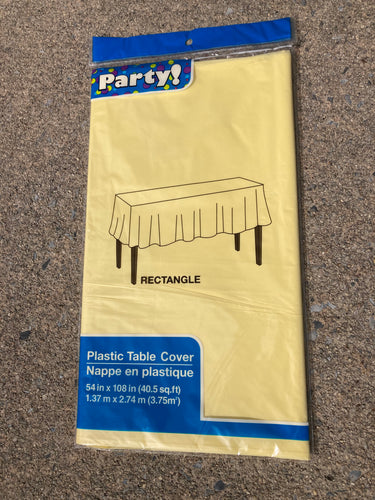 Party!
RECTANGLE
Plastic Table Cover
Nappe en plastique
54 in x 108 in (40.5 sq.ft)
1.37 m x 2.74 m (3.75m²)